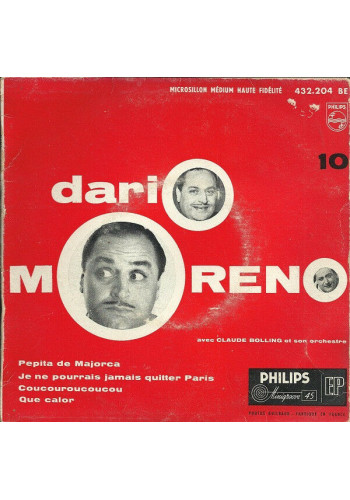 MICROSILLON MÉDIUM HAUTE FIDÉLITÉ 432.204 BE
PHILIPS
10
dario
MORENO
avec CLAUDE BOLLING et son orchestre
Pepita de Majorca
Je ne pourrais jamais quitter Paris
Coucouroucoucou
Que calor
PHILIPS
Minigroove 45
EP